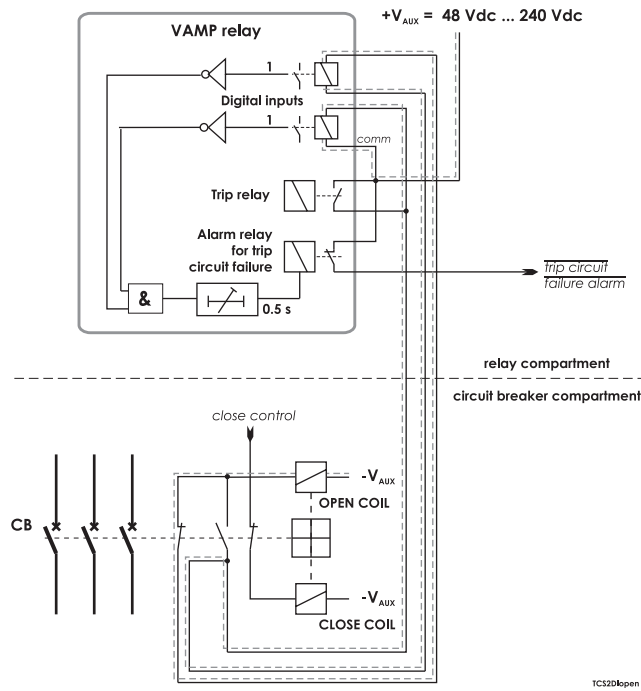 +VAUX = 48 Vdc ... 240 Vdc
VAMP relay
1
Digital inputs
1
comm
Trip relay
Alarm relay
for trip
circuit failure
trip circuit
failure alarm
&
0.5 s
relay compartment
circuit breaker compartment
close control
-VAUX
OPEN COIL
CB
-VAUX
CLOSE COIL
TCS2DIopen